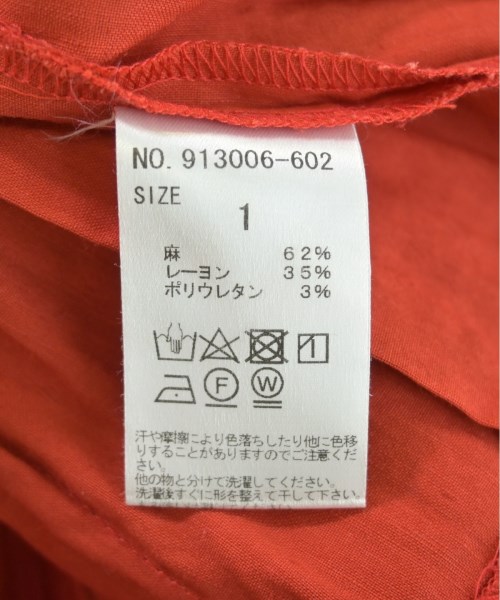 NO. 913006-602
SIZE
1
麻 62%
レーヨン 35%
ポリウレタン 3%
F W
汗や摩擦により色落ちしたり他に色移
りすることがありますのでご注意くだ
さい。
他の物と分けて洗濯してください。
洗濯後すぐに形を整えて干して下さい。